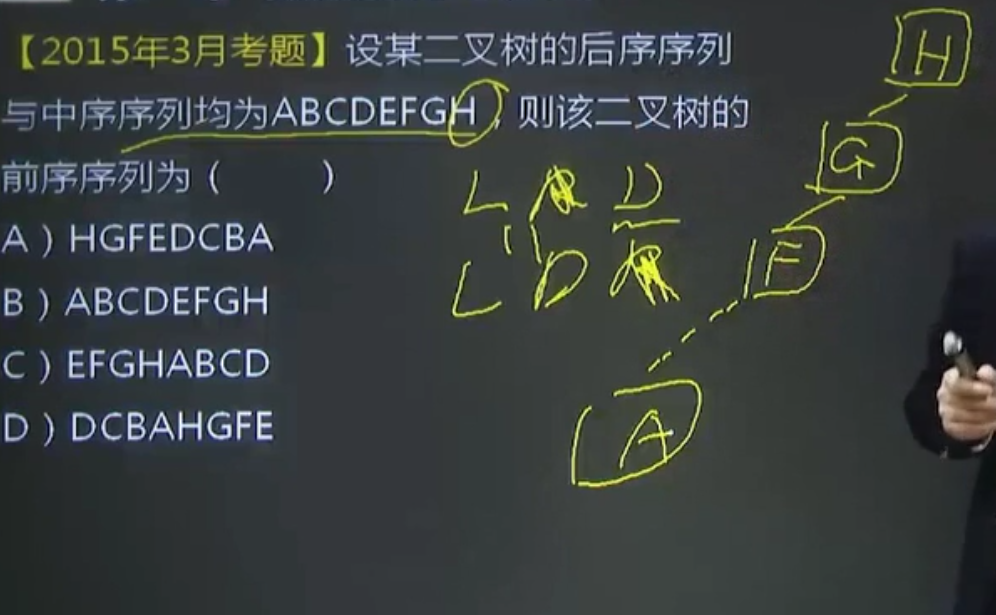 【2015年3月考题】设某二叉树的后序序列
与中序序列均为ABCDEFGH，则该二叉树的
前序序列为（　　）
A）HGFEDCBA
B）ABCDEFGH
C）EFGHABCD
D）DCBAHGFE
L R D
L D R
H
G
F
A